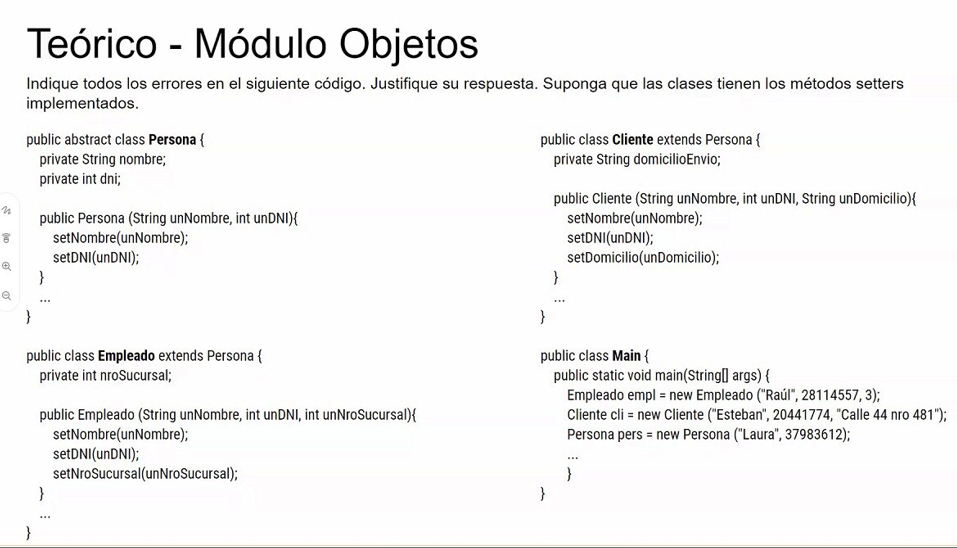 Teórico - Módulo Objetos
Indique todos los errores en el siguiente código. Justifique su respuesta. Suponga que las clases tienen los métodos setters
implementados.
public abstract class Persona {
private String nombre;
private int dni;
public Persona (String unNombre, int unDNI){
setNombre(unNombre);
setDNI(unDNI);
}
...
}
public class Cliente extends Persona {
private String domicilioEnvio;
public Cliente (String unNombre, int unDNI, String unDomicilio){
setNombre(unNombre);
setDNI(unDNI);
setDomicilio(unDomicilio);
}
...
}
public class Empleado extends Persona {
private int nroSucursal;
public Empleado (String unNombre, int unDNI, int unNroSucursal){
setNombre(unNombre);
setDNI(unDNI);
setNroSucursal(unNroSucursal);
}
...
}
public class Main {
public static void main(String[] args) {
Empleado empl = new Empleado ("Raúl", 28114557, 3);
Cliente cli = new Cliente ("Esteban", 20441774, "Calle 44 nro 481");
Persona pers = new Persona ("Laura", 37983612);
...
}
}